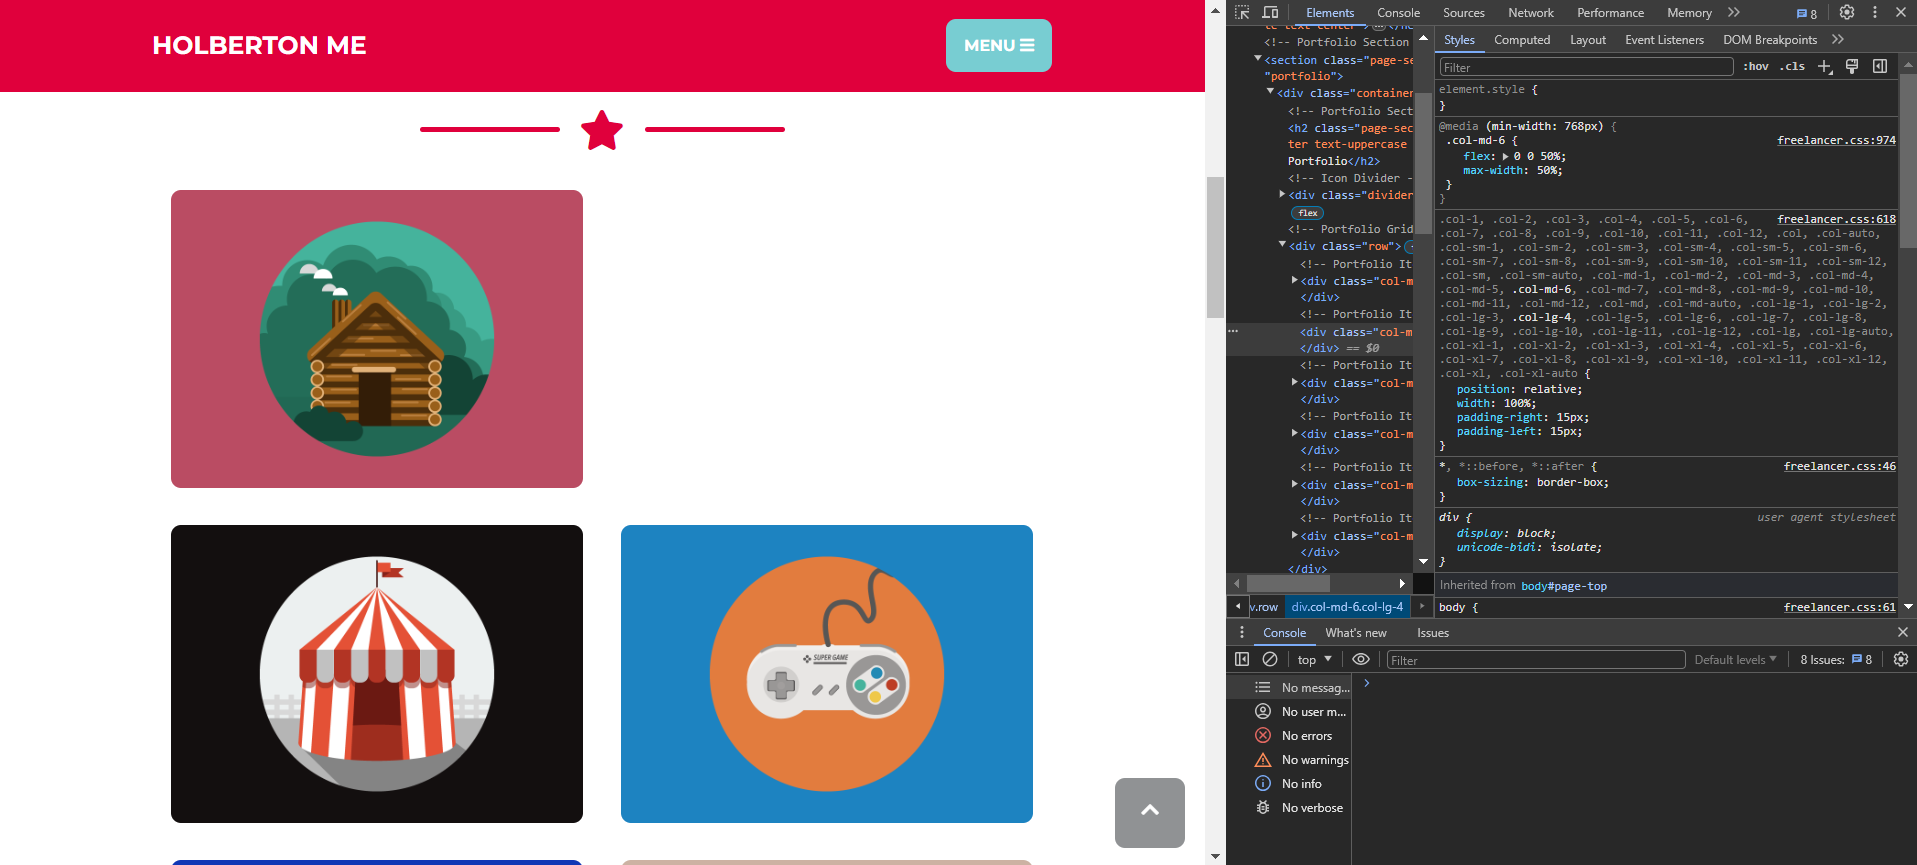 HOLBERTON ME
MENU
SUPER GAME
Elements Console Sources Network Performance Memory 8
<!-- Portfolio Section
<section class="page-se
"portfolio">
<div class="container
<!-- Portfolio Sect
<h2 class="page-sec
ter text-uppercase
Portfolio</h2>
<!-- Icon Divider -
<div class="divider
flex
<!-- Portfolio Grid
<div class="row">
<!-- Portfolio It
<div class="col-m
</div>
<!-- Portfolio It
<div class="col-m
</div> == $0
<!-- Portfolio It
<div class="col-m
</div>
<!-- Portfolio It
<div class="col-m
</div>
<!-- Portfolio It
<div class="col-m
</div>
<!-- Portfolio It
<div class="col-m
</div>
</div>
v.row div.col-md-6.col-lg-4
Styles Computed Layout Event Listeners DOM Breakpoints
Filter :hov .cls
element.style {
}
@media (min-width: 768px) {
.col-md-6 { freelancer.css:974
flex: 0 0 50%;
max-width: 50%;
}
}
.col-1, .col-2, .col-3, .col-4, .col-5, .col-6, freelancer.css:618
.col-7, .col-8, .col-9, .col-10, .col-11, .col-12, .col, .col-auto,
.col-sm-1, .col-sm-2, .col-sm-3, .col-sm-4, .col-sm-5, .col-sm-6,
.col-sm-7, .col-sm-8, .col-sm-9, .col-sm-10, .col-sm-11, .col-sm-12,
.col-sm, .col-sm-auto, .col-md-1, .col-md-2, .col-md-3, .col-md-4,
.col-md-5, .col-md-6, .col-md-7, .col-md-8, .col-md-9, .col-md-10,
.col-md-11, .col-md-12, .col-md, .col-md-auto, .col-lg-1, .col-lg-2,
.col-lg-3, .col-lg-4, .col-lg-5, .col-lg-6, .col-lg-7, .col-lg-8,
.col-lg-9, .col-lg-10, .col-lg-11, .col-lg-12, .col-lg, .col-lg-auto,
.col-xl-1, .col-xl-2, .col-xl-3, .col-xl-4, .col-xl-5, .col-xl-6,
.col-xl-7, .col-xl-8, .col-xl-9, .col-xl-10, .col-xl-11, .col-xl-12,
.col-xl, .col-xl-auto {
position: relative;
width: 100%;
padding-right: 15px;
padding-left: 15px;
}
*, *::before, *::after { freelancer.css:46
box-sizing: border-box;
}
div { user agent stylesheet
display: block;
unicode-bidi: isolate;
}
Inherited from body#page-top
body { freelancer.css:61
Console What's new Issues
top Filter Default levels 8 Issues: 8
No messag...
No user m...
No errors
No warnings
No info
No verbose